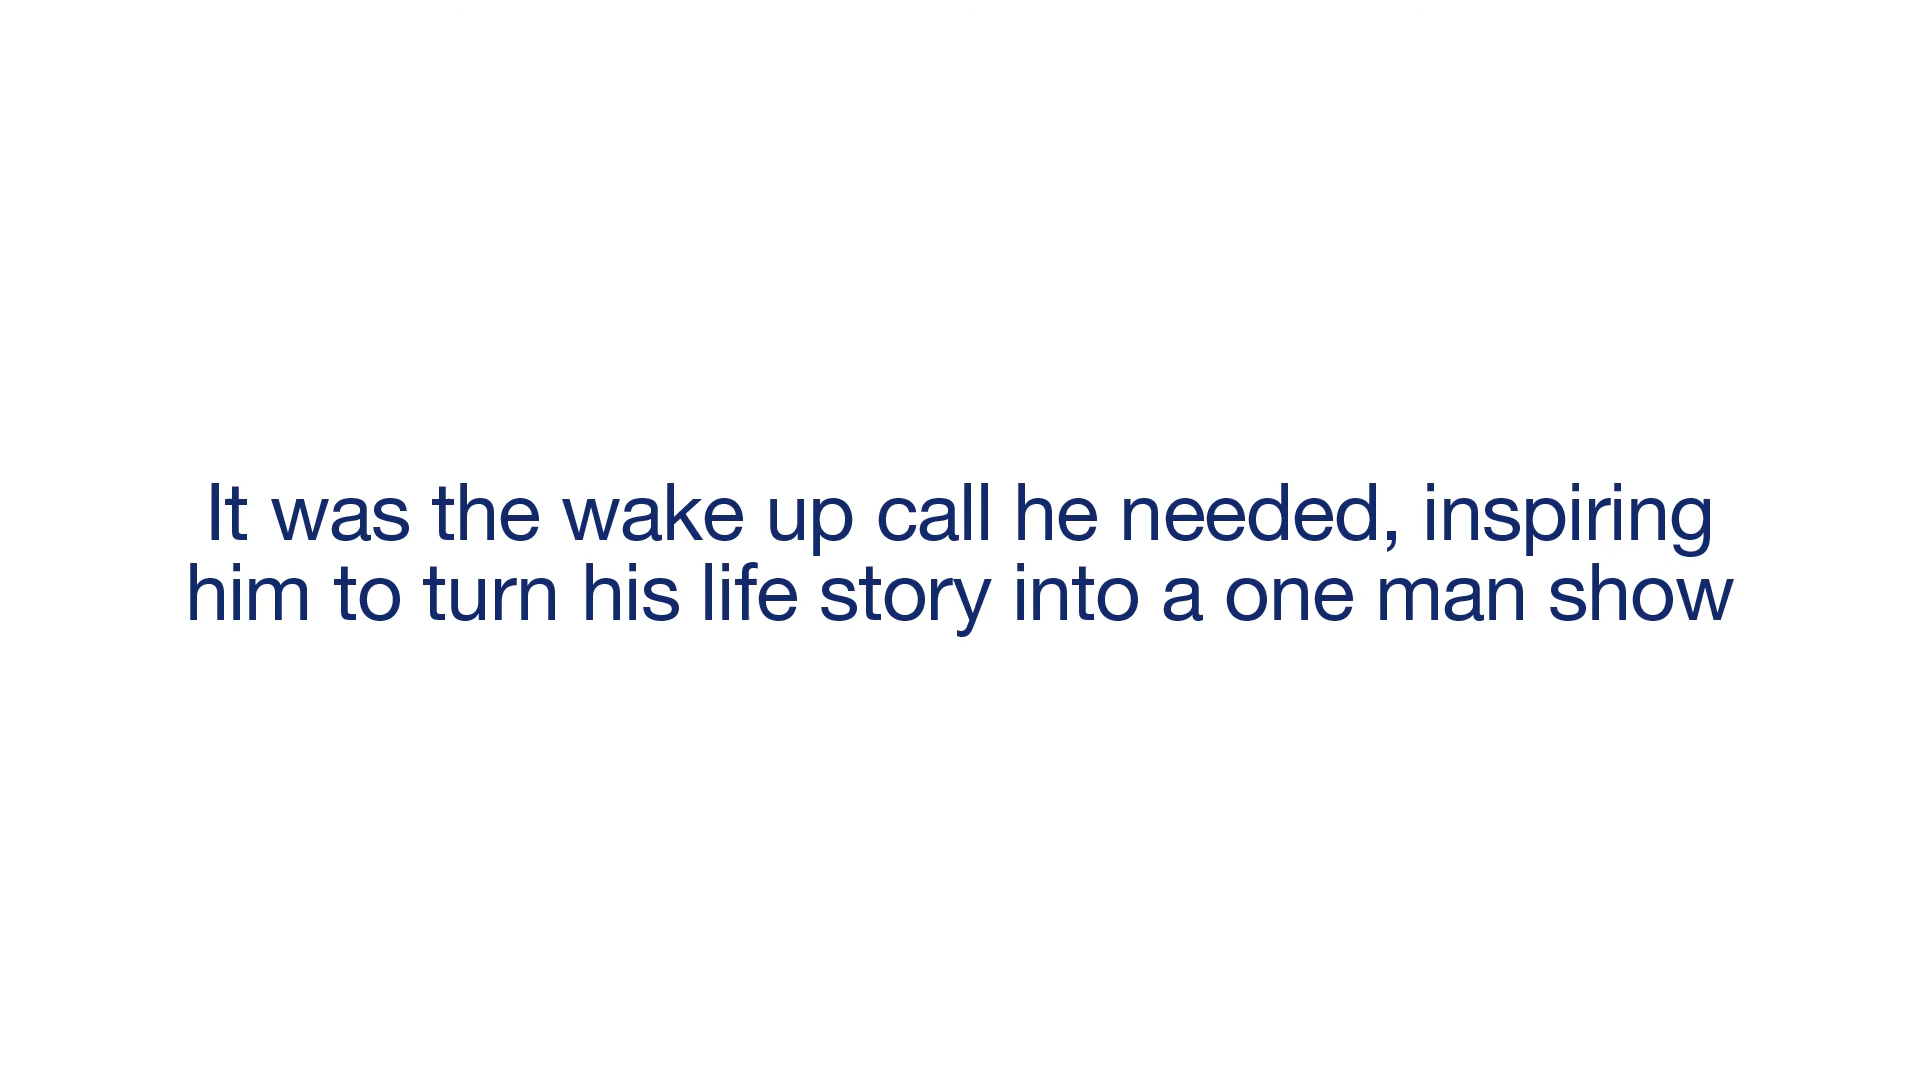 It was the wake up call he needed, inspiring
him to turn his life story into a one man show